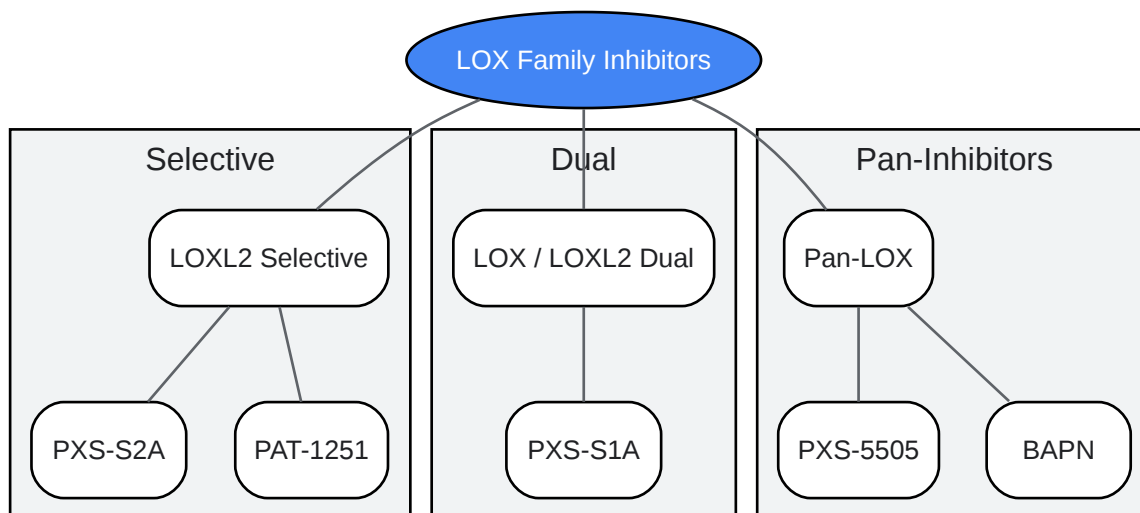 LOX Family Inhibitors
Selective
Dual
Pan-Inhibitors
LOXL2 Selective
LOX / LOXL2 Dual
Pan-LOX
PXS-S2A
PAT-1251
PXS-S1A
PXS-5505
BAPN